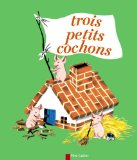 trois
petits
cochons
Père Castor